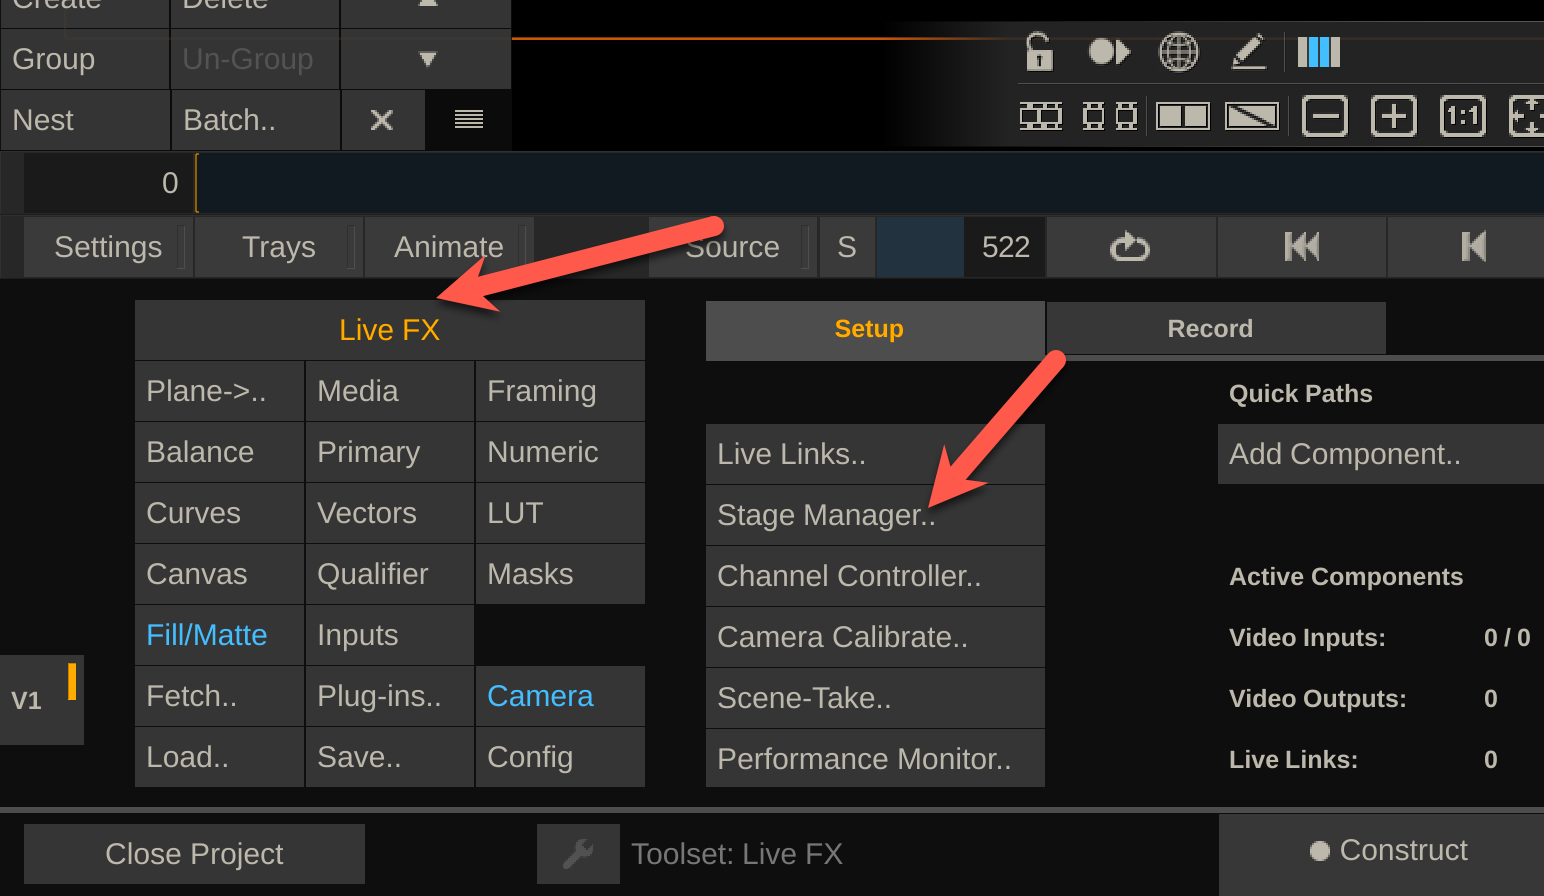 Create Delete
Group Un-Group
Nest Batch..
1:1
0
Settings Trays Animate Source S 522
Live FX Setup Record
Plane->.. Media Framing Quick Paths
Balance Primary Numeric Live Links.. Add Component..
Curves Vectors LUT Stage Manager..
Canvas Qualifier Masks Channel Controller.. Active Components
Fill/Matte Inputs Camera Calibrate.. Video Inputs: 0 / 0
V1 Fetch.. Plug-ins.. Camera Scene-Take.. Video Outputs: 0
Load.. Save.. Config Performance Monitor.. Live Links: 0
Close Project Toolset: Live FX Construct